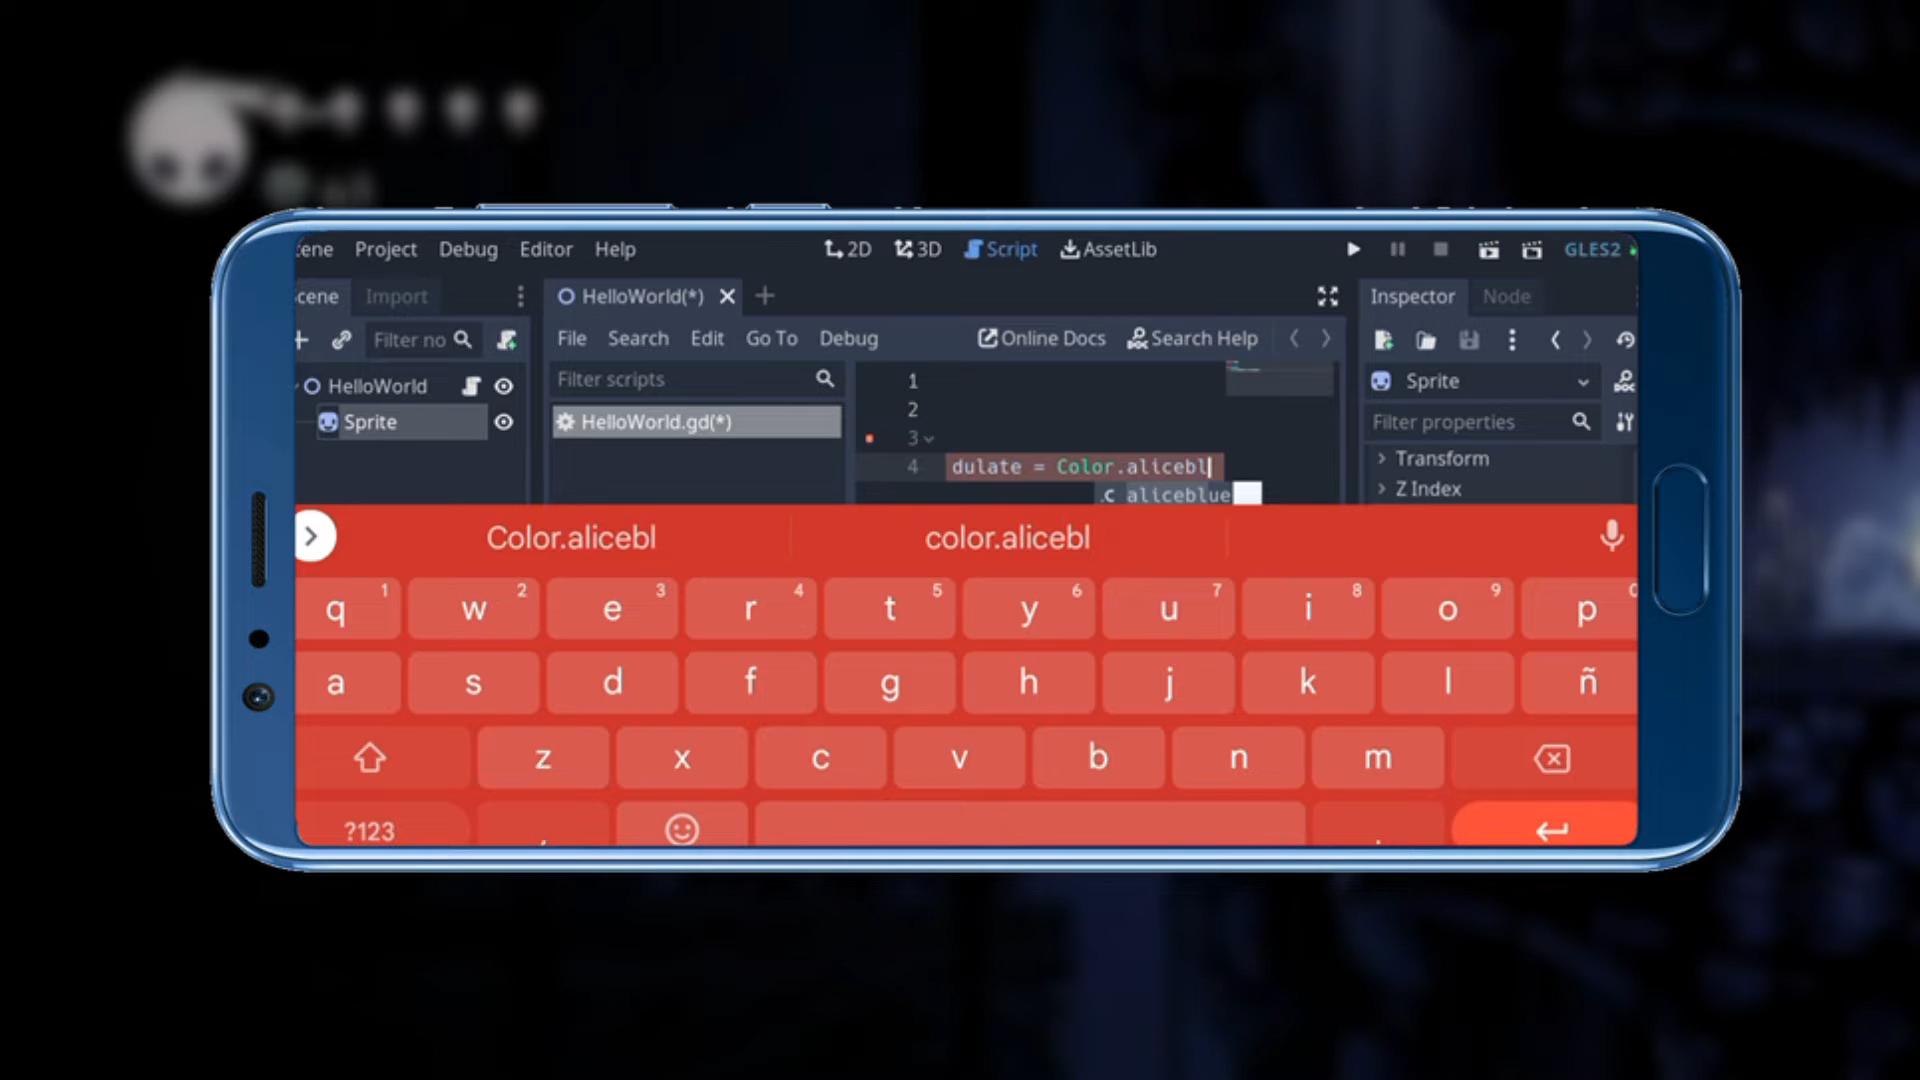 ene Project Debug Editor Help 2D 3D Script AssetLib GLES2
cene Import HelloWorld(*) Inspector Node
Filter no File Search Edit Go To Debug Online Docs Search Help
HelloWorld Filter scripts 1 Sprite
Sprite HelloWorld.gd(*) 2 Filter properties
3 Transform
4 dulate = Color.alicebl Z Index
.C aliceblue
Color.alicebl color.alicebl
q 1 w 2 e 3 r 4 t 5 y 6 u 7 i 8 o 9 p 0
a s d f g h j k l ñ
z x c v b n m
?123 , .